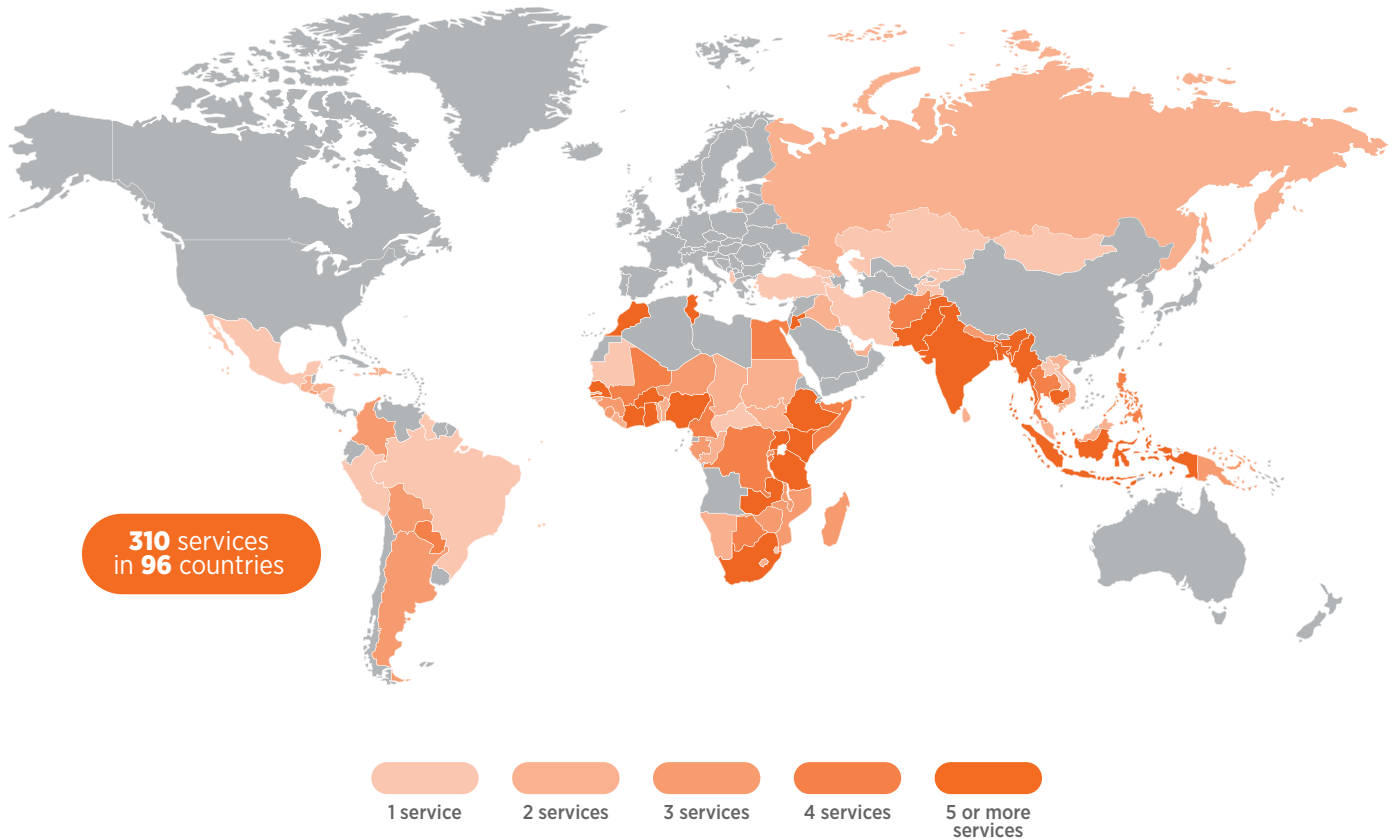 310 services
in 96 countries
1 service
2 services
3 services
4 services
5 or more
services